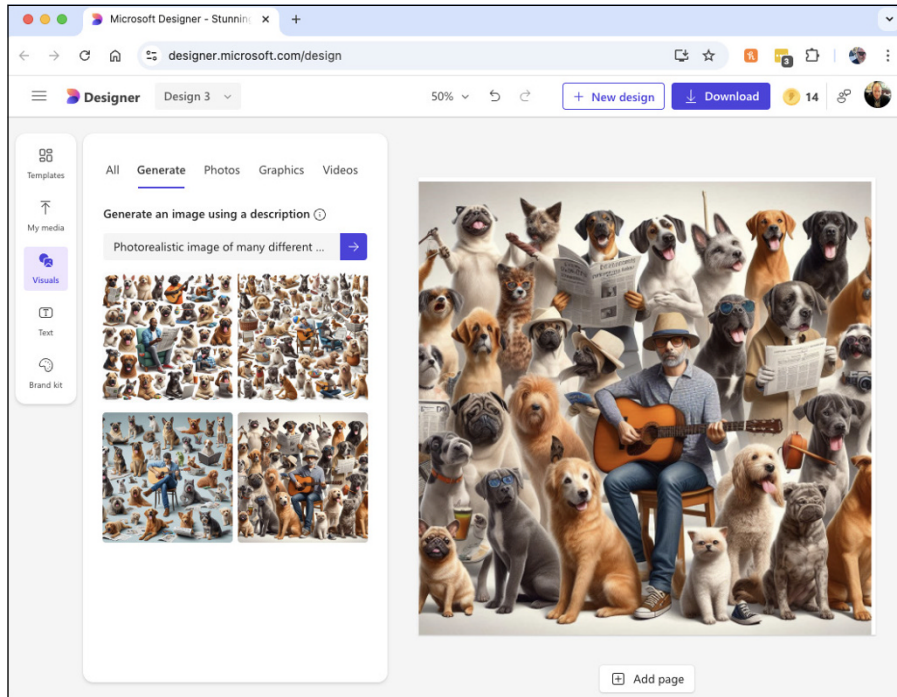 Microsoft Designer - Stunnin
designer.microsoft.com/design
3
Designer
Design 3
50%
+ New design
Download
14
Templates
My media
Visuals
Text
Brand kit
All Generate Photos Graphics Videos
Generate an image using a description
Photorealistic image of many different ...
Add page